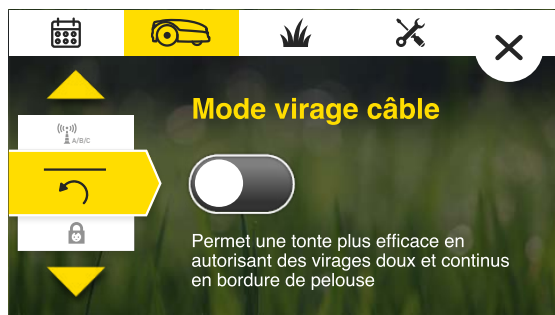 Mode virage câble
A/B/C
Permet une tonte plus efficace en
autorisant des virages doux et continus
en bordure de pelouse